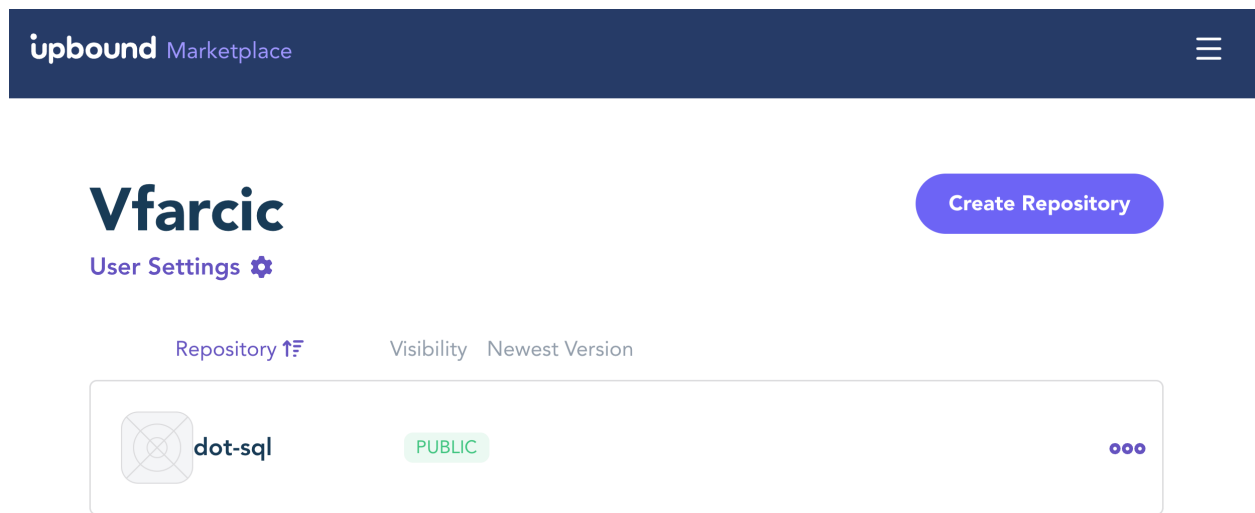 upbound Marketplace
Vfarcic
Create Repository
User Settings
Repository Visibility Newest Version
dot-sql PUBLIC